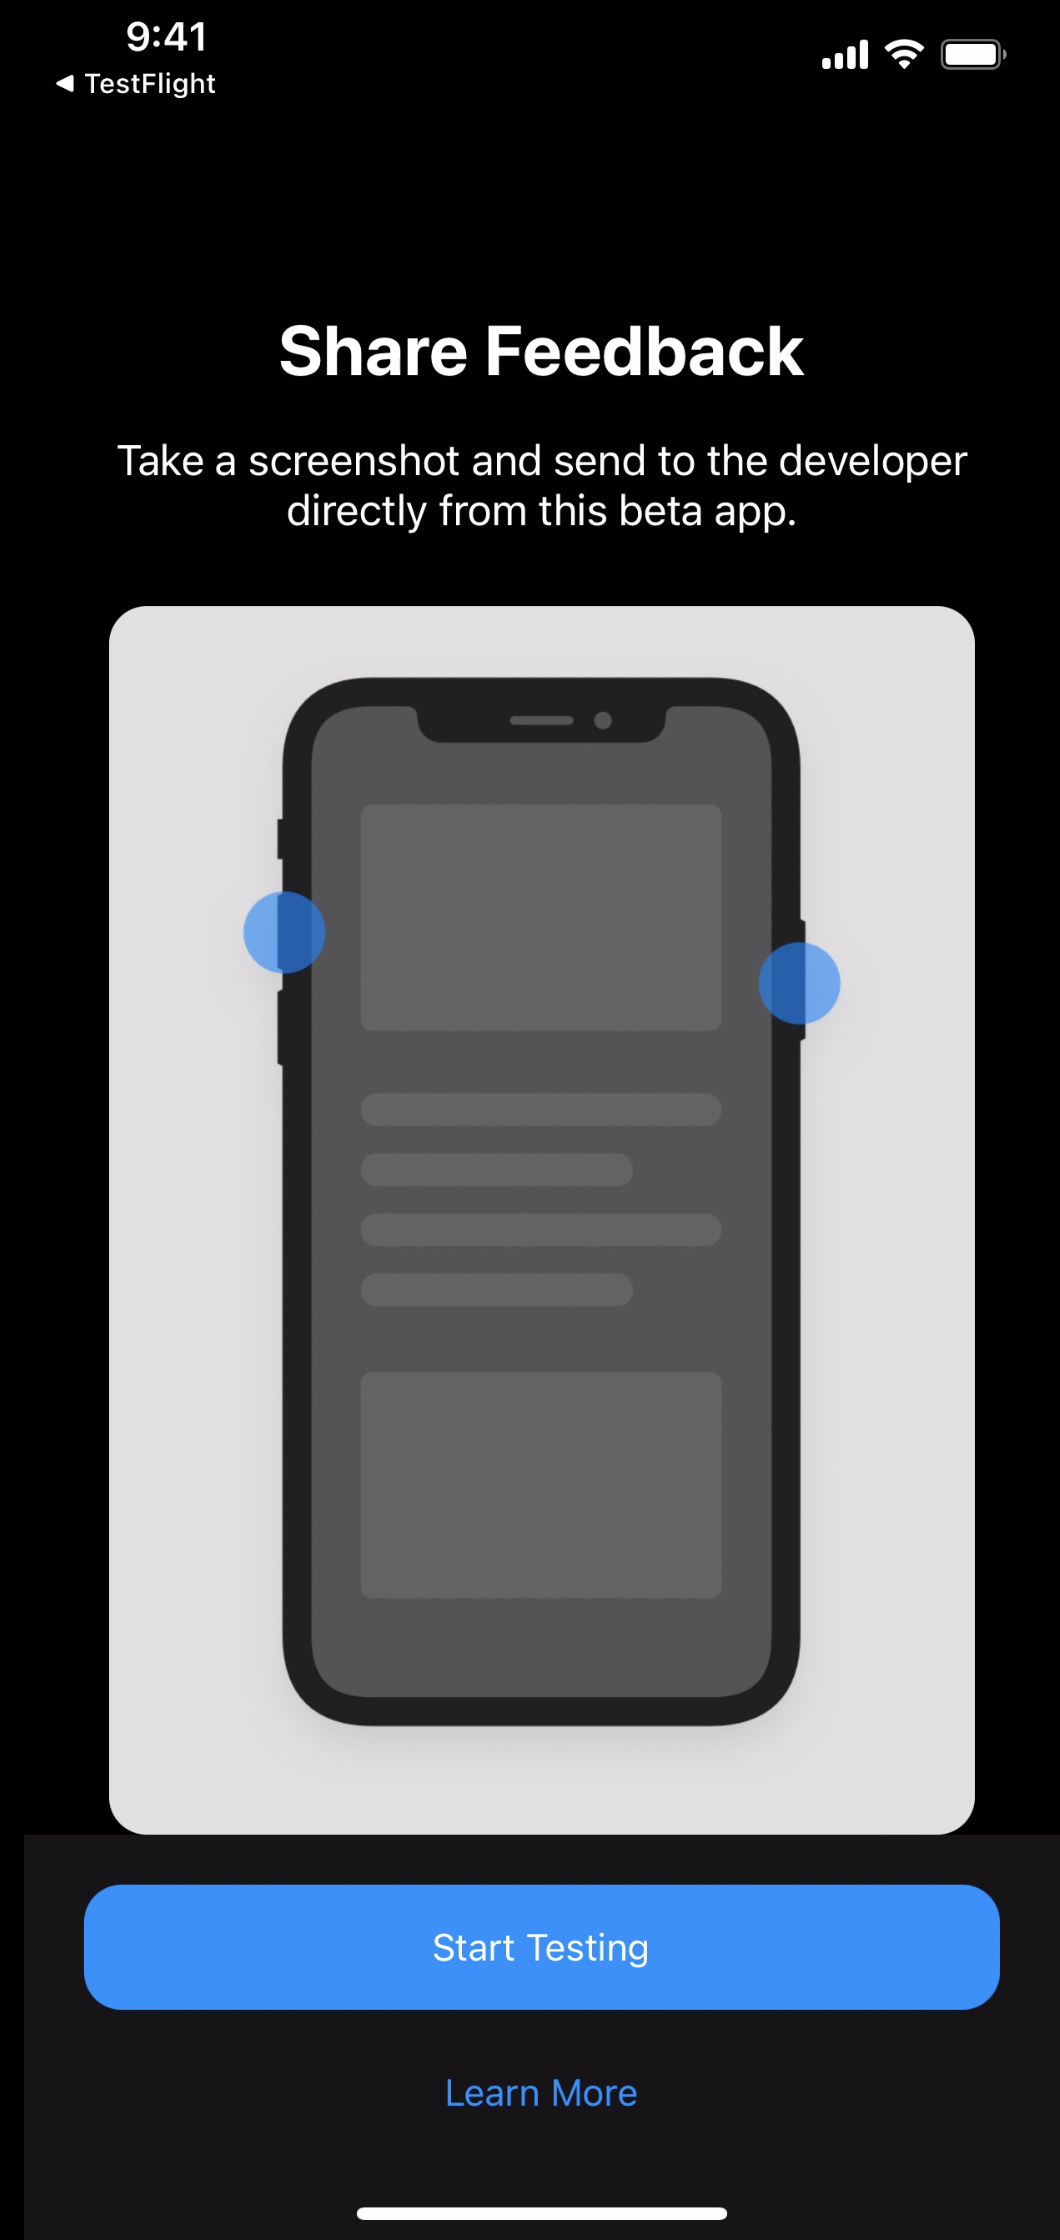 9:41
◀ TestFlight
Share Feedback
Take a screenshot and send to the developer
directly from this beta app.
Start Testing
Learn More